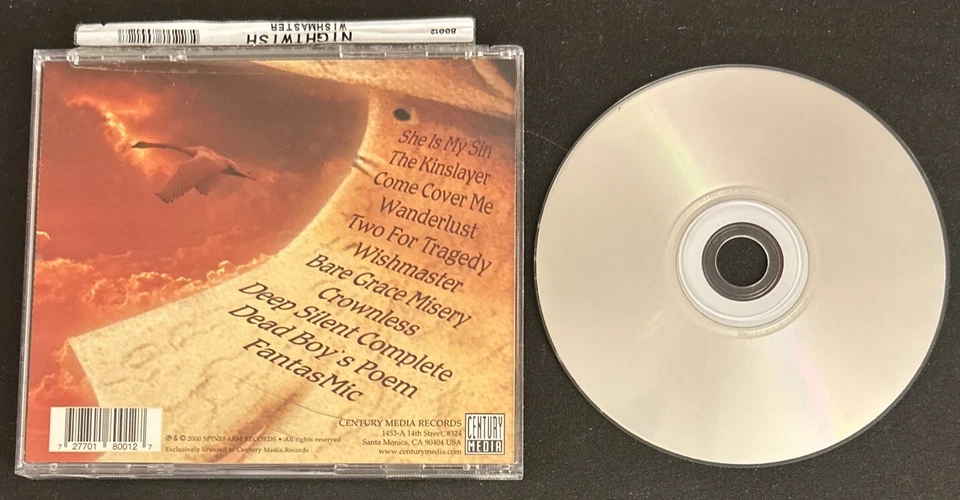 NIGHTWISH
WISHMASTER
80012
She Is My Sin
The Kinslayer
Come Cover Me
Wanderlust
Two For Tragedy
Wishmaster
Bare Grace Misery
Crownless
Deep Silent Complete
Dead Boy's Poem
FantasMic
7 27701 80012 7
℗ & © 2000 SPINEFARM RECORDS • All rights reserved
Exclusively licensed to Century Media Records
CENTURY MEDIA RECORDS
1453-A 14th Street, #324
Santa Monica, CA 90404 USA
www.centurymedia.com
CENTURY
MEDIA